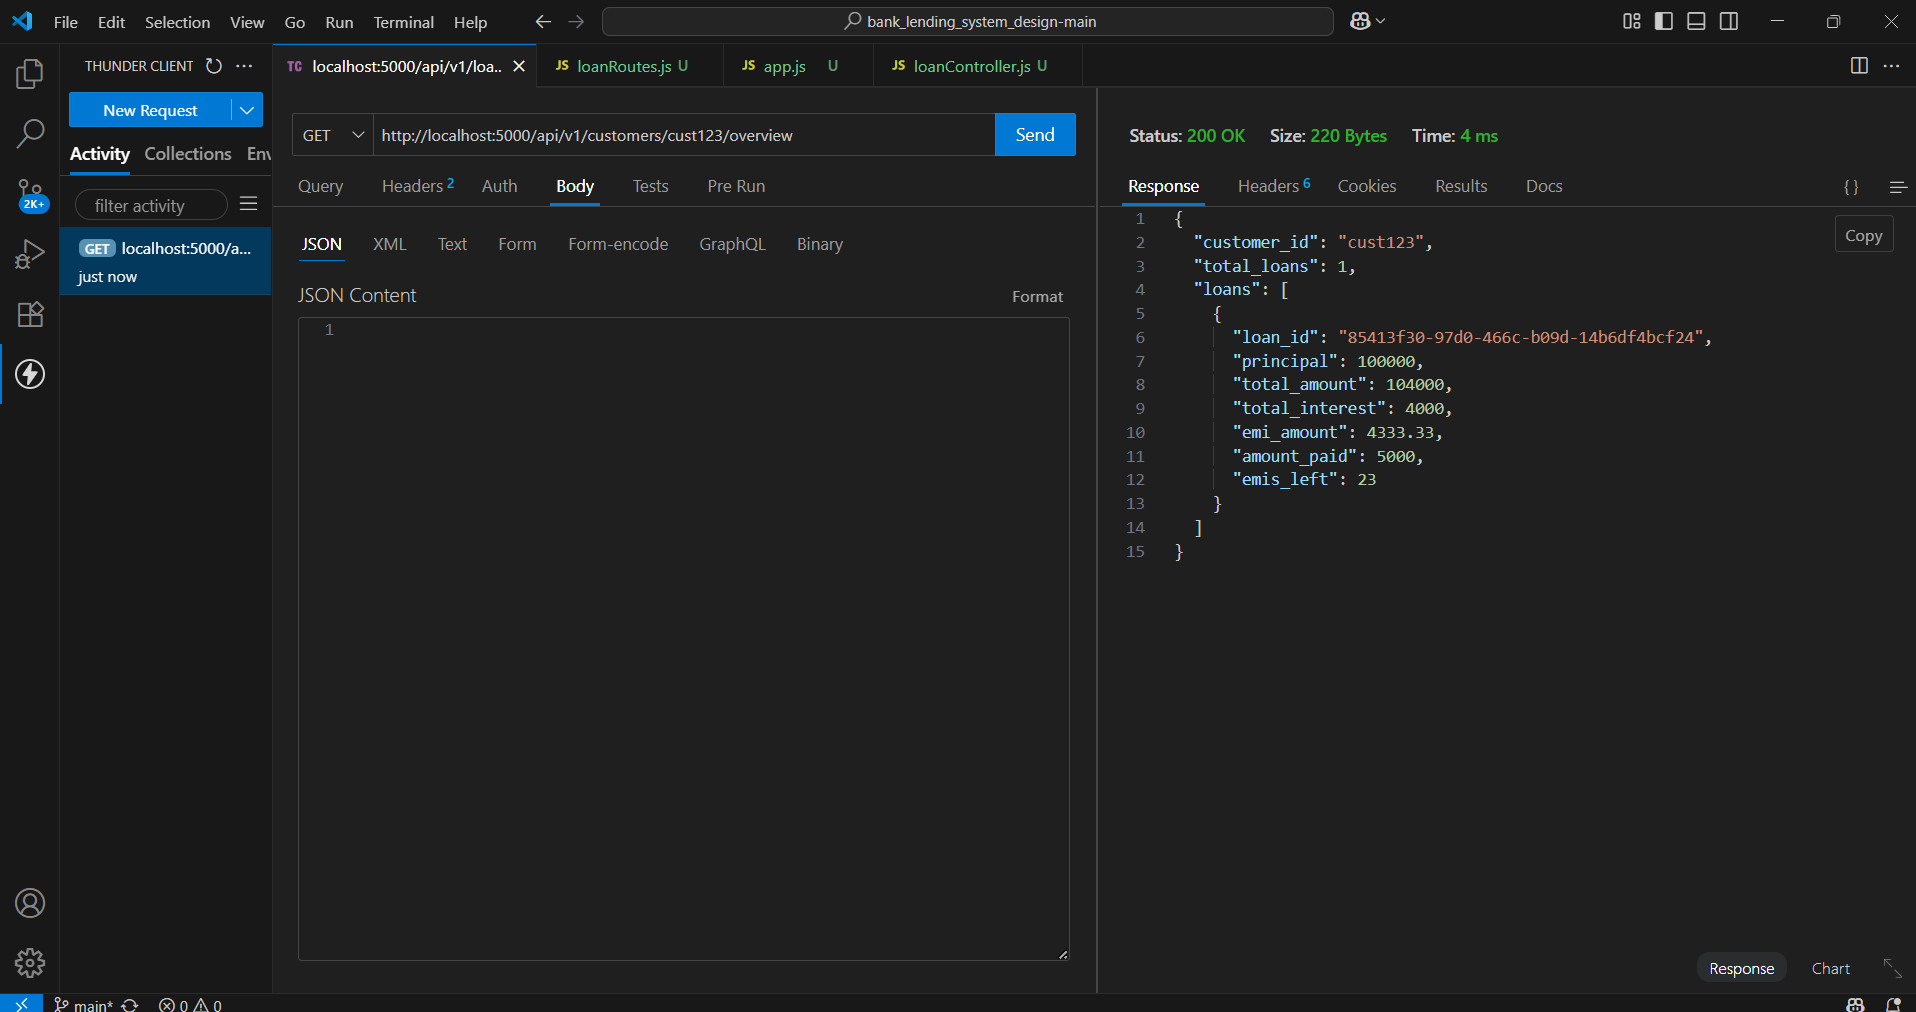 File Edit Selection View Go Run Terminal Help
bank_lending_system_design-main
THUNDER CLIENT
New Request
Activity Collections Env
filter activity
GET localhost:5000/a...
just now
TC localhost:5000/api/v1/loa..
JS loanRoutes.js U
JS app.js U
JS loanController.js U
GET http://localhost:5000/api/v1/customers/cust123/overview Send
Query Headers 2 Auth Body Tests Pre Run
JSON XML Text Form Form-encode GraphQL Binary
JSON Content Format
1
Status: 200 OK Size: 220 Bytes Time: 4 ms
Response Headers 6 Cookies Results Docs { }
Copy
1 {
2 "customer_id": "cust123",
3 "total_loans": 1,
4 "loans": [
5 {
6 "loan_id": "85413f30-97d0-466c-b09d-14b6df4bcf24",
7 "principal": 100000,
8 "total_amount": 104000,
9 "total_interest": 4000,
10 "emi_amount": 4333.33,
11 "amount_paid": 5000,
12 "emis_left": 23
13 }
14 ]
15 }
Response Chart
2K+
main* 0 0